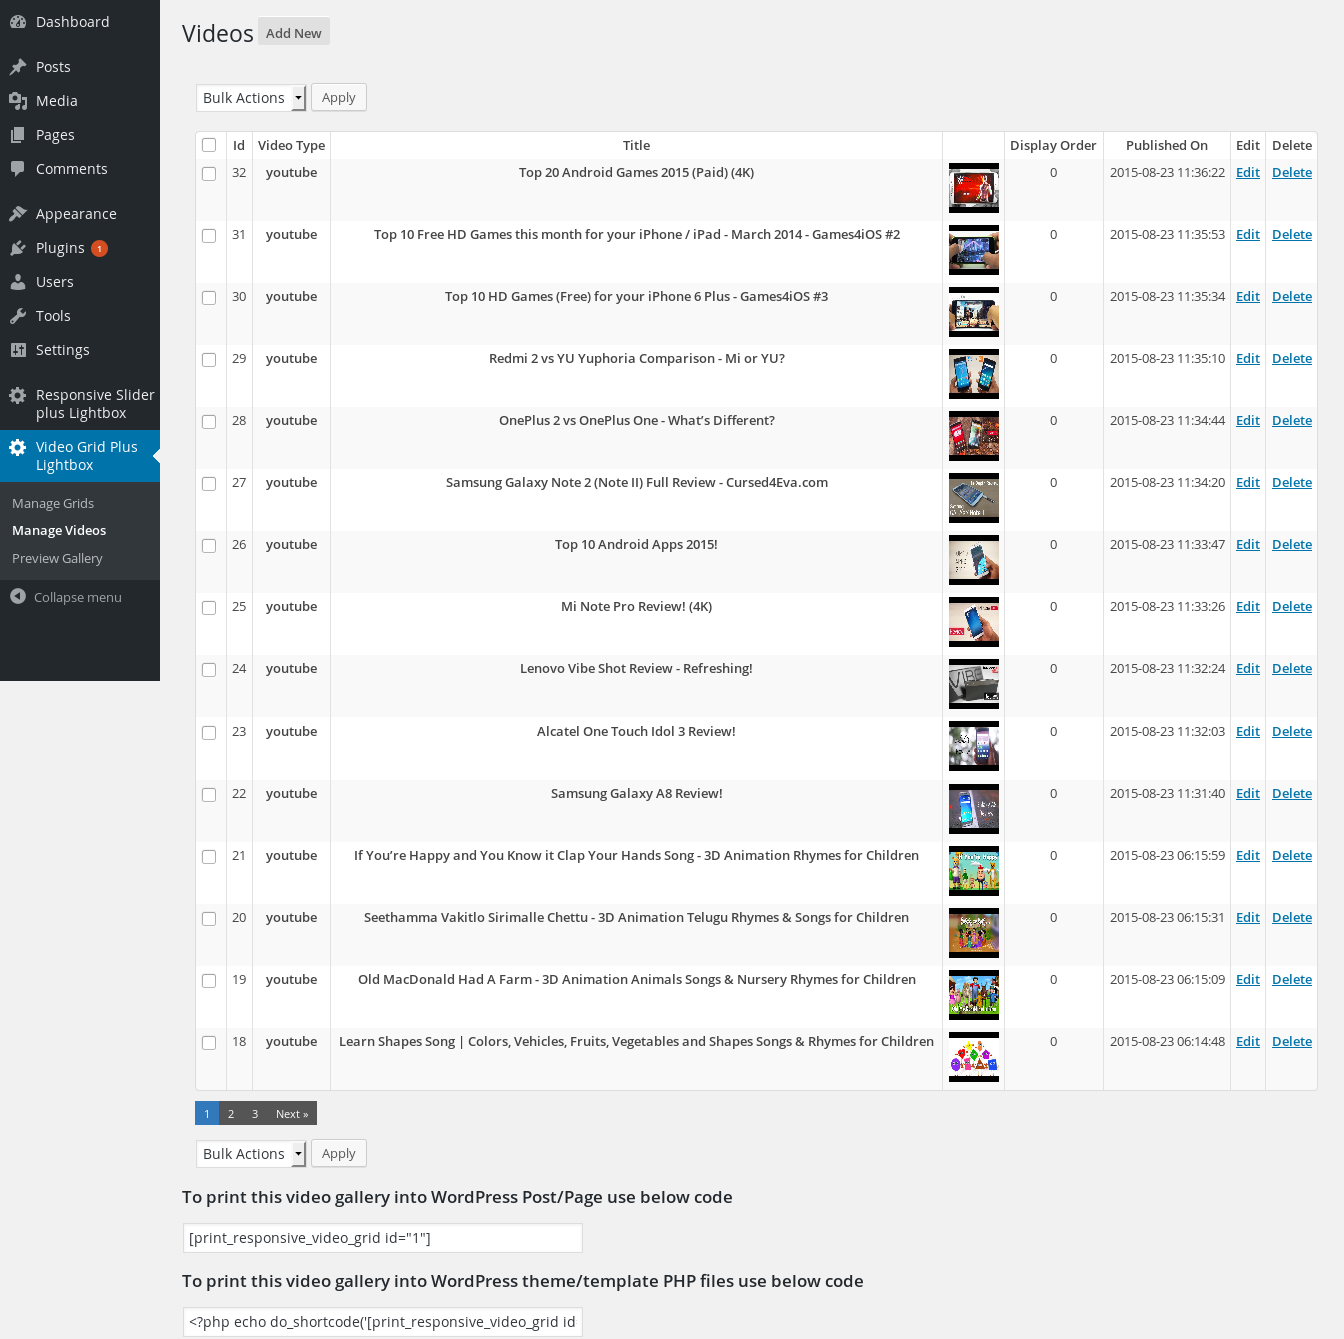 Dashboard
Posts
Media
Pages
Comments
Appearance
Plugins 1
Users
Tools
Settings
Responsive Slider
plus Lightbox
Video Grid Plus
Lightbox
Manage Grids
Manage Videos
Preview Gallery
Collapse menu
Videos Add New
Bulk Actions Apply
Id Video Type Title Display Order Published On Edit Delete
32 youtube Top 20 Android Games 2015 (Paid) (4K) 0 2015-08-23 11:36:22 Edit Delete
31 youtube Top 10 Free HD Games this month for your iPhone / iPad - March 2014 - Games4iOS #2 0 2015-08-23 11:35:53 Edit Delete
30 youtube Top 10 HD Games (Free) for your iPhone 6 Plus - Games4iOS #3 0 2015-08-23 11:35:34 Edit Delete
29 youtube Redmi 2 vs YU Yuphoria Comparison - Mi or YU? 0 2015-08-23 11:35:10 Edit Delete
28 youtube OnePlus 2 vs OnePlus One - What’s Different? 0 2015-08-23 11:34:44 Edit Delete
27 youtube Samsung Galaxy Note 2 (Note II) Full Review - Cursed4Eva.com 0 2015-08-23 11:34:20 Edit Delete
26 youtube Top 10 Android Apps 2015! 0 2015-08-23 11:33:47 Edit Delete
25 youtube Mi Note Pro Review! (4K) 0 2015-08-23 11:33:26 Edit Delete
24 youtube Lenovo Vibe Shot Review - Refreshing! 0 2015-08-23 11:32:24 Edit Delete
23 youtube Alcatel One Touch Idol 3 Review! 0 2015-08-23 11:32:03 Edit Delete
22 youtube Samsung Galaxy A8 Review! 0 2015-08-23 11:31:40 Edit Delete
21 youtube If You’re Happy and You Know it Clap Your Hands Song - 3D Animation Rhymes for Children 0 2015-08-23 06:15:59 Edit Delete
20 youtube Seethamma Vakitlo Sirimalle Chettu - 3D Animation Telugu Rhymes & Songs for Children 0 2015-08-23 06:15:31 Edit Delete
19 youtube Old MacDonald Had A Farm - 3D Animation Animals Songs & Nursery Rhymes for Children 0 2015-08-23 06:15:09 Edit Delete
18 youtube Learn Shapes Song | Colors, Vehicles, Fruits, Vegetables and Shapes Songs & Rhymes for Children 0 2015-08-23 06:14:48 Edit Delete
1 2 3 Next »
Bulk Actions Apply
To print this video gallery into WordPress Post/Page use below code
[print_responsive_video_grid id="1"]
To print this video gallery into WordPress theme/template PHP files use below code
<?php echo do_shortcode('[print_responsive_video_grid id